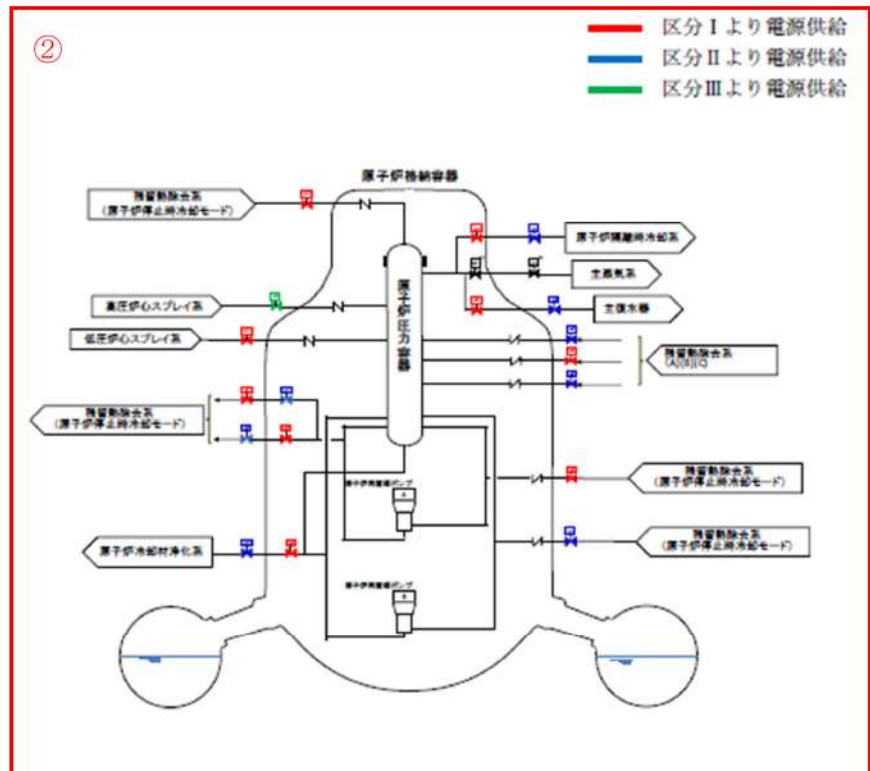 ②
区分Ⅰより電源供給
区分Ⅱより電源供給
区分Ⅲより電源供給
原子炉格納容器
残留熱除去系
(原子炉停止時冷却モード)
高圧炉心スプレイ系
低圧炉心スプレイ系
残留熱除去系
(原子炉停止時冷却モード)
原子炉冷却材浄化系
原子炉圧力容器
原子炉隔離時冷却系
主蒸気系
主復水器
残留熱除去系
(A)(B)(C)
残留熱除去系
(原子炉停止時冷却モード)
残留熱除去系
(原子炉停止時冷却モード)
原子炉再循環ポンプ
A
原子炉再循環ポンプ
B